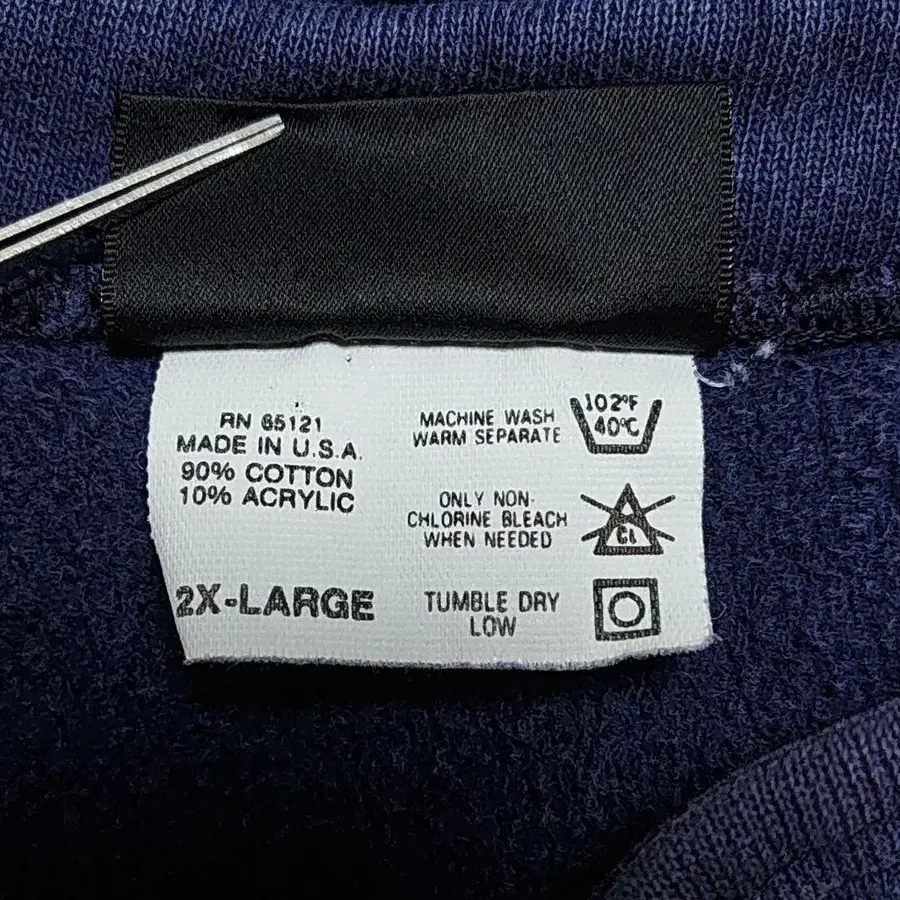 RN 65121
MADE IN U.S.A.
90% COTTON
10% ACRYLIC
2X-LARGE
MACHINE WASH
WARM SEPARATE
102°F
40°C
ONLY NON-
CHLORINE BLEACH
WHEN NEEDED
CL
TUMBLE DRY
LOW